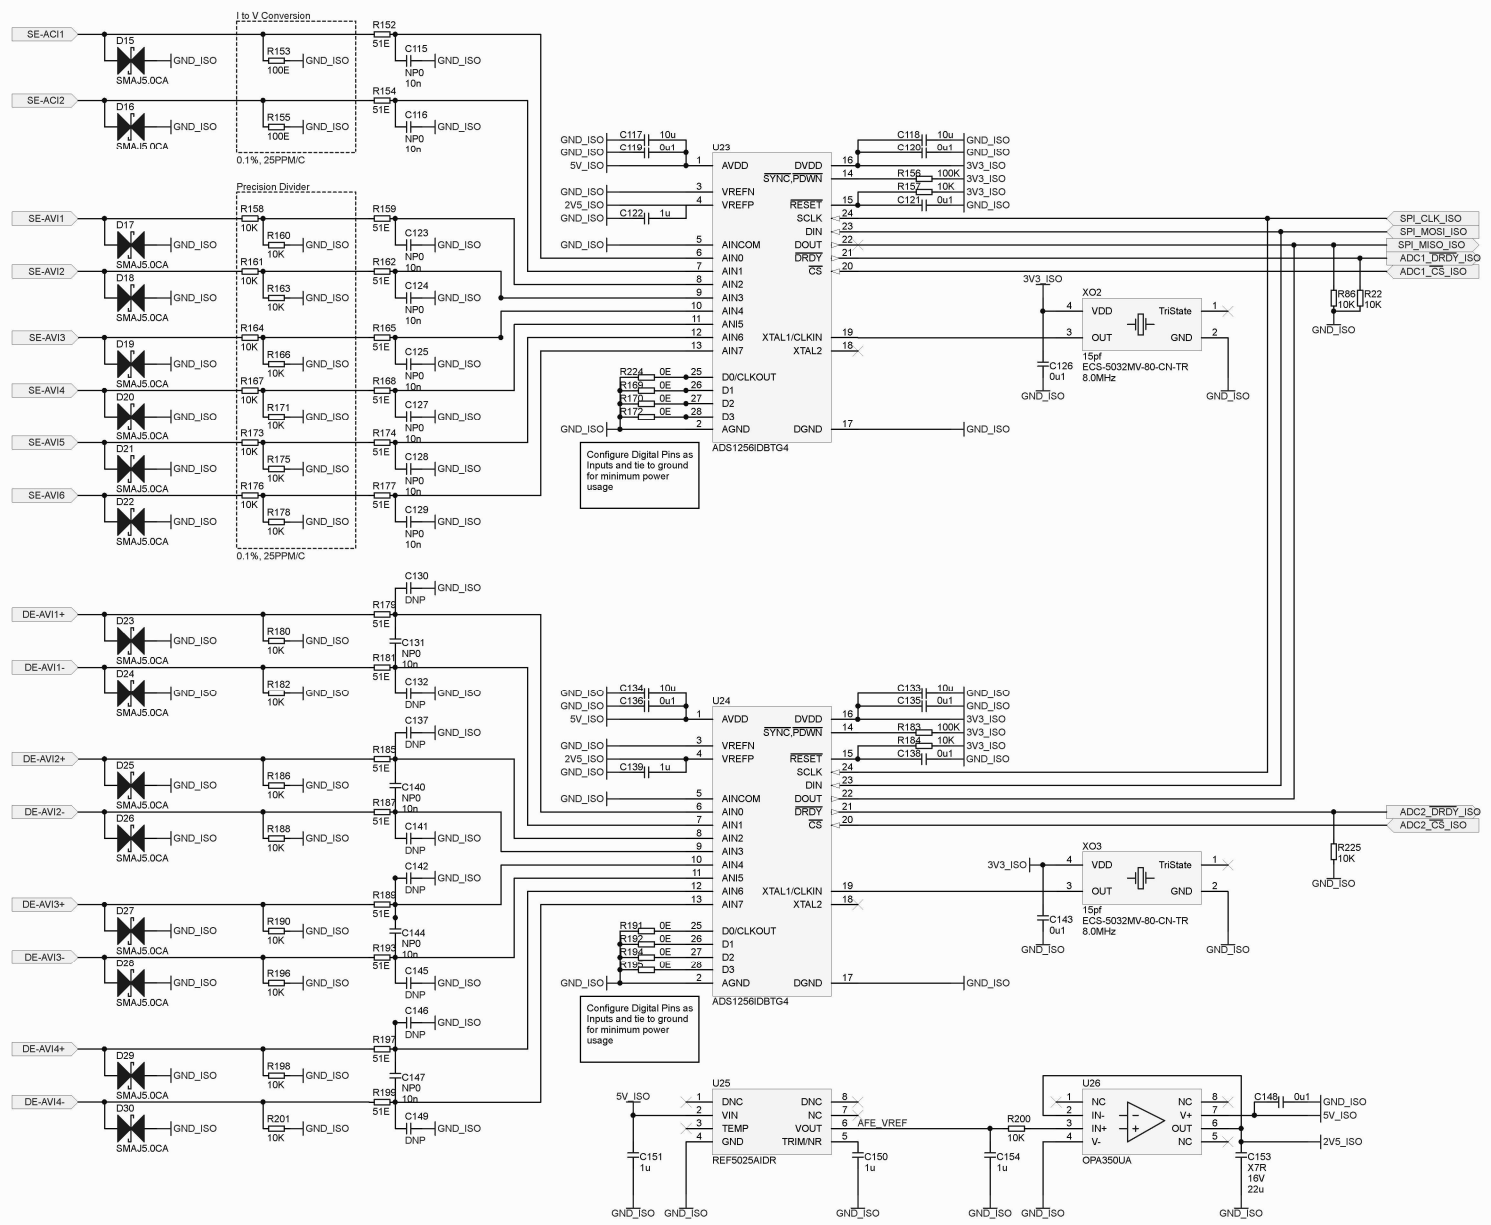 I to V Conversion
SE-ACI1
D15
SMAJ5.0CA
GND_ISO
R153
100E
GND_ISO
R152
51E
C115
NP0
10n
GND_ISO
SE-ACI2
D16
SMAJ5.0CA
GND_ISO
R155
100E
GND_ISO
R154
51E
C116
NP0
10n
GND_ISO
0.1%, 25PPM/C
Precision Divider
SE-AVI1
D17
SMAJ5.0CA
GND_ISO
R158
10K
R160
10K
GND_ISO
R159
51E
C123
NP0
10n
GND_ISO
SE-AVI2
D18
SMAJ5.0CA
GND_ISO
R161
10K
R163
10K
GND_ISO
R162
51E
C124
NP0
10n
GND_ISO
SE-AVI3
D19
SMAJ5.0CA
GND_ISO
R164
10K
R166
10K
GND_ISO
R165
51E
C125
NP0
10n
GND_ISO
SE-AVI4
D20
SMAJ5.0CA
GND_ISO
R167
10K
R171
10K
GND_ISO
R168
51E
C127
NP0
10n
GND_ISO
SE-AVI5
D21
SMAJ5.0CA
GND_ISO
R173
10K
R175
10K
GND_ISO
R174
51E
C128
NP0
10n
GND_ISO
SE-AVI6
D22
SMAJ5.0CA
GND_ISO
R176
10K
R178
10K
GND_ISO
R177
51E
C129
NP0
10n
GND_ISO
0.1%, 25PPM/C
GND_ISO C117 10u
GND_ISO C119 0u1
5V_ISO
GND_ISO
2V5_ISO
GND_ISO C122 1u
GND_ISO
U23
1 AVDD DVDD 16
SYNC,PDWN 14
3 VREFN
4 VREFP RESET 15
SCLK 24
DIN 23
5 AINCOM DOUT 22
6 AIN0 DRDY 21
7 AIN1 CS 20
8 AIN2
9 AIN3
10 AIN4
11 ANI5
12 AIN6 XTAL1/CLKIN 19
13 AIN7 XTAL2 18
R224 0E 25 D0/CLKOUT
R169 0E 26 D1
R170 0E 27 D2
R172 0E 28 D3
GND_ISO 2 AGND DGND 17 GND_ISO
ADS1256IDBTG4
Configure Digital Pins as
Inputs and tie to ground
for minimum power
usage
C118 10u GND_ISO
C120 0u1 GND_ISO
3V3_ISO
R156 100K 3V3_ISO
R157 10K 3V3_ISO
C121 0u1 GND_ISO
SPI_CLK_ISO
SPI_MOSI_ISO
SPI_MISO_ISO
ADC1_DRDY_ISO
ADC1_CS_ISO
R86
10K
R22
10K
GND_ISO
3V3_ISO
XO2
4 VDD TriState 1
3 OUT GND 2
15pf
ECS-5032MV-80-CN-TR
8.0MHz
C126
0u1
GND_ISO
GND_ISO
DE-AVI1+
D23
SMAJ5.0CA
GND_ISO
R180
10K
GND_ISO
R179
51E
C130
DNP
GND_ISO
C131
NP0
10n
DE-AVI1-
D24
SMAJ5.0CA
GND_ISO
R182
10K
GND_ISO
R181
51E
C132
DNP
GND_ISO
DE-AVI2+
D25
SMAJ5.0CA
GND_ISO
R186
10K
GND_ISO
R185
51E
C137
DNP
GND_ISO
C140
NP0
10n
DE-AVI2-
D26
SMAJ5.0CA
GND_ISO
R188
10K
GND_ISO
R187
51E
C141
DNP
GND_ISO
DE-AVI3+
D27
SMAJ5.0CA
GND_ISO
R190
10K
GND_ISO
R189
51E
C142
DNP
GND_ISO
C144
NP0
10n
DE-AVI3-
D28
SMAJ5.0CA
GND_ISO
R196
10K
GND_ISO
R193
51E
C145
DNP
GND_ISO
DE-AVI4+
D29
SMAJ5.0CA
GND_ISO
R198
10K
GND_ISO
R197
51E
C146
DNP
GND_ISO
C147
NP0
10n
DE-AVI4-
D30
SMAJ5.0CA
GND_ISO
R201
10K
GND_ISO
R199
51E
C149
DNP
GND_ISO
GND_ISO C134 10u
GND_ISO C136 0u1
5V_ISO
GND_ISO
2V5_ISO
GND_ISO C139 1u
GND_ISO
U24
1 AVDD DVDD 16
SYNC,PDWN 14
3 VREFN
4 VREFP RESET 15
SCLK 24
DIN 23
5 AINCOM DOUT 22
6 AIN0 DRDY 21
7 AIN1 CS 20
8 AIN2
9 AIN3
10 AIN4
11 ANI5
12 AIN6 XTAL1/CLKIN 19
13 AIN7 XTAL2 18
R191 0E 25 D0/CLKOUT
R192 0E 26 D1
R194 0E 27 D2
R195 0E 28 D3
GND_ISO 2 AGND DGND 17 GND_ISO
ADS1256IDBTG4
Configure Digital Pins as
Inputs and tie to ground
for minimum power
usage
C133 10u GND_ISO
C135 0u1 GND_ISO
3V3_ISO
R183 100K 3V3_ISO
R184 10K 3V3_ISO
C138 0u1 GND_ISO
ADC2_DRDY_ISO
ADC2_CS_ISO
R225
10K
GND_ISO
XO3
3V3_ISO 4 VDD TriState 1
3 OUT GND 2
15pf
ECS-5032MV-80-CN-TR
8.0MHz
C143
0u1
GND_ISO
GND_ISO
5V_ISO
U25
1 DNC DNC 8
2 VIN NC 7
3 TEMP VOUT 6 AFE_VREF
4 GND TRIM/NR 5
REF5025AIDR
C151
1u
GND_ISO
GND_ISO
C150
1u
GND_ISO
C154
1u
GND_ISO
R200
10K
U26
1 NC NC 8
2 IN- V+ 7
3 IN+ OUT 6
4 V- NC 5
OPA350UA
GND_ISO
C148 0u1 GND_ISO
5V_ISO
2V5_ISO
C153
X7R
16V
22u
GND_ISO